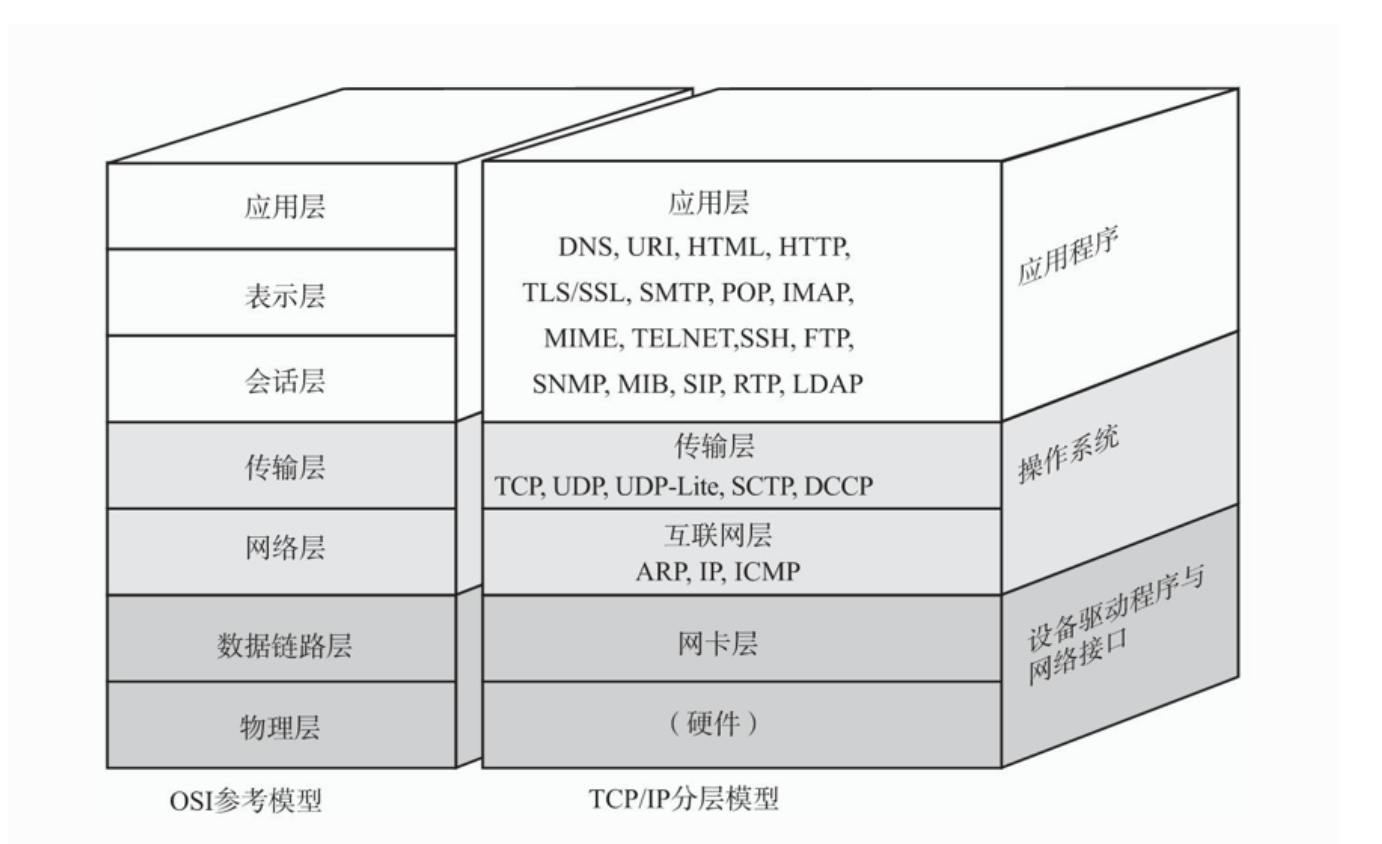 应用层
表示层
会话层
传输层
网络层
数据链路层
物理层
OSI参考模型
应用层
DNS, URI, HTML, HTTP,
TLS/SSL, SMTP, POP, IMAP,
MIME, TELNET,SSH, FTP,
SNMP, MIB, SIP, RTP, LDAP
传输层
TCP, UDP, UDP-Lite, SCTP, DCCP
互联网层
ARP, IP, ICMP
网卡层
（硬件）
TCP/IP分层模型
应用程序
操作系统
设备驱动程序与
网络接口